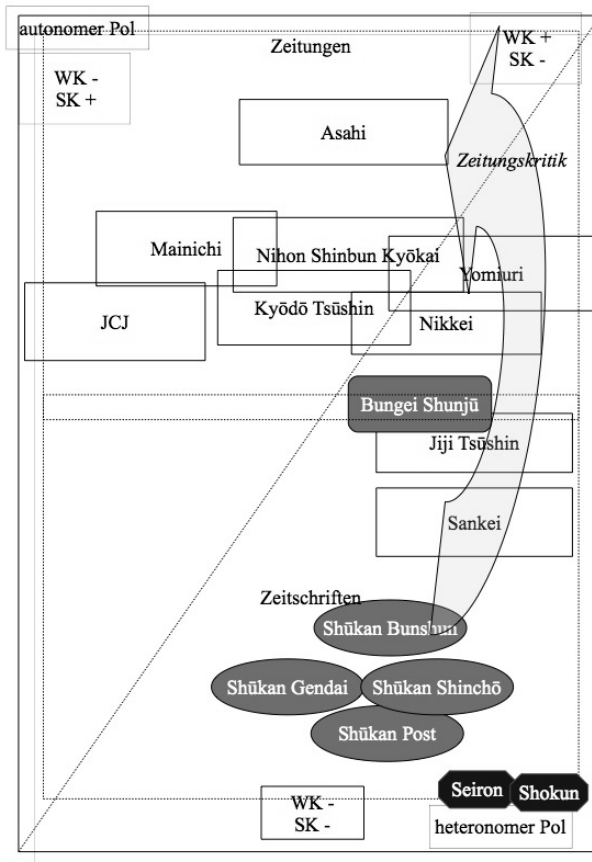 autonomer Pol
WK -
SK +
Zeitungen
WK +
SK -
Asahi
Zeitungskritik
Mainichi
Nihon Shinbun Kyōkai
Yomiuri
JCJ
Kyōdō Tsūshin
Nikkei
Bungei Shunjū
Jiji Tsūshin
Sankei
Zeitschriften
Shūkan Bunshun
Shūkan Gendai
Shūkan Shinchō
Shūkan Post
WK -
SK -
Seiron
Shokun
heteronomer Pol